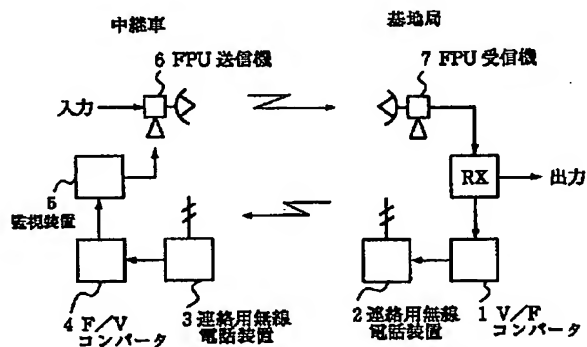 中継車
基地局
6 FPU 送信機
7 FPU 受信機
入力
RX
出力
5
監視装置
4 F/V
コンバータ
3 連絡用無線
電話装置
2 連絡用無線
電話装置
1 V/F
コンバータ